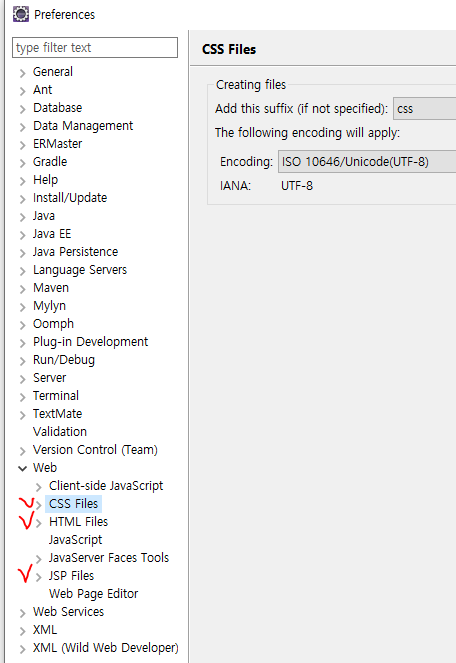 Preferences
type filter text
General
Ant
Database
Data Management
ERMaster
Gradle
Help
Install/Update
Java
Java EE
Java Persistence
Language Servers
Maven
Mylyn
Oomph
Plug-in Development
Run/Debug
Server
Terminal
TextMate
Validation
Version Control (Team)
Web
Client-side JavaScript
CSS Files
HTML Files
JavaScript
JavaServer Faces Tools
JSP Files
Web Page Editor
Web Services
XML
XML (Wild Web Developer)
CSS Files
Creating files
Add this suffix (if not specified): css
The following encoding will apply:
Encoding: ISO 10646/Unicode(UTF-8)
IANA: UTF-8